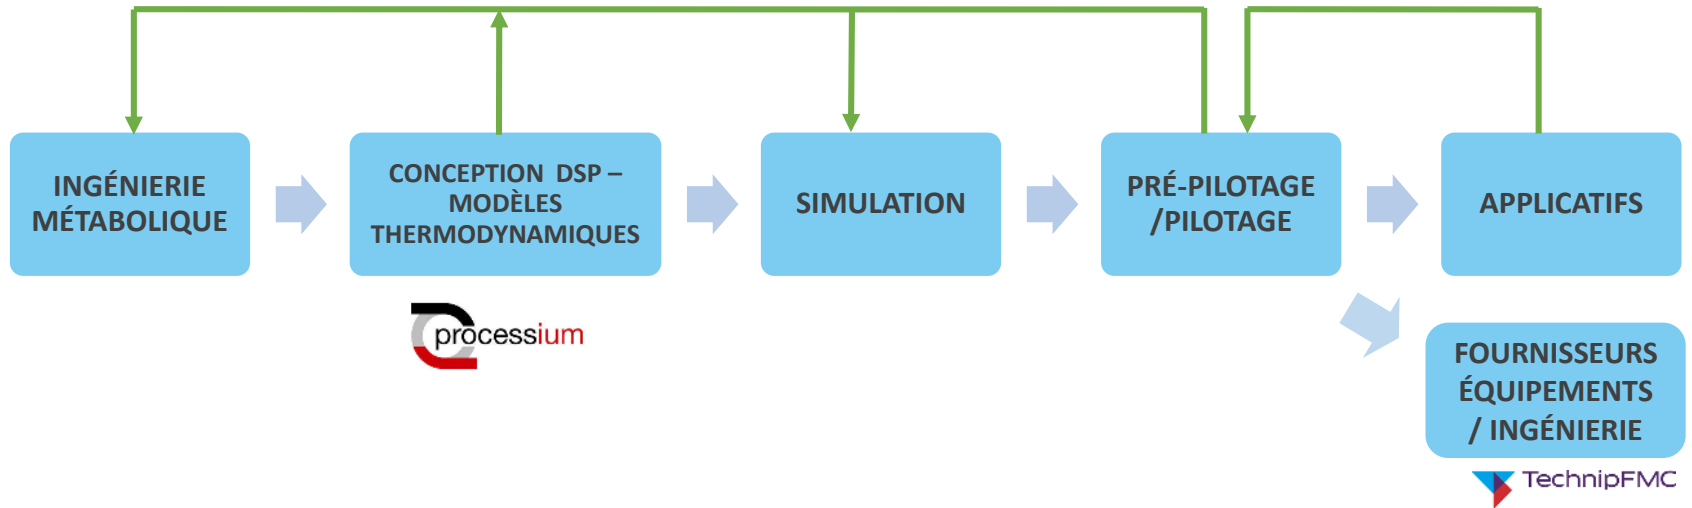 INGÉNIERIE
MÉTABOLIQUE
CONCEPTION DSP –
MODÈLES
THERMODYNAMIQUES
SIMULATION
PRÉ-PILOTAGE
/PILOTAGE
APPLICATIFS
processium
FOURNISSEURS
ÉQUIPEMENTS
/ INGÉNIERIE
TechnipFMC